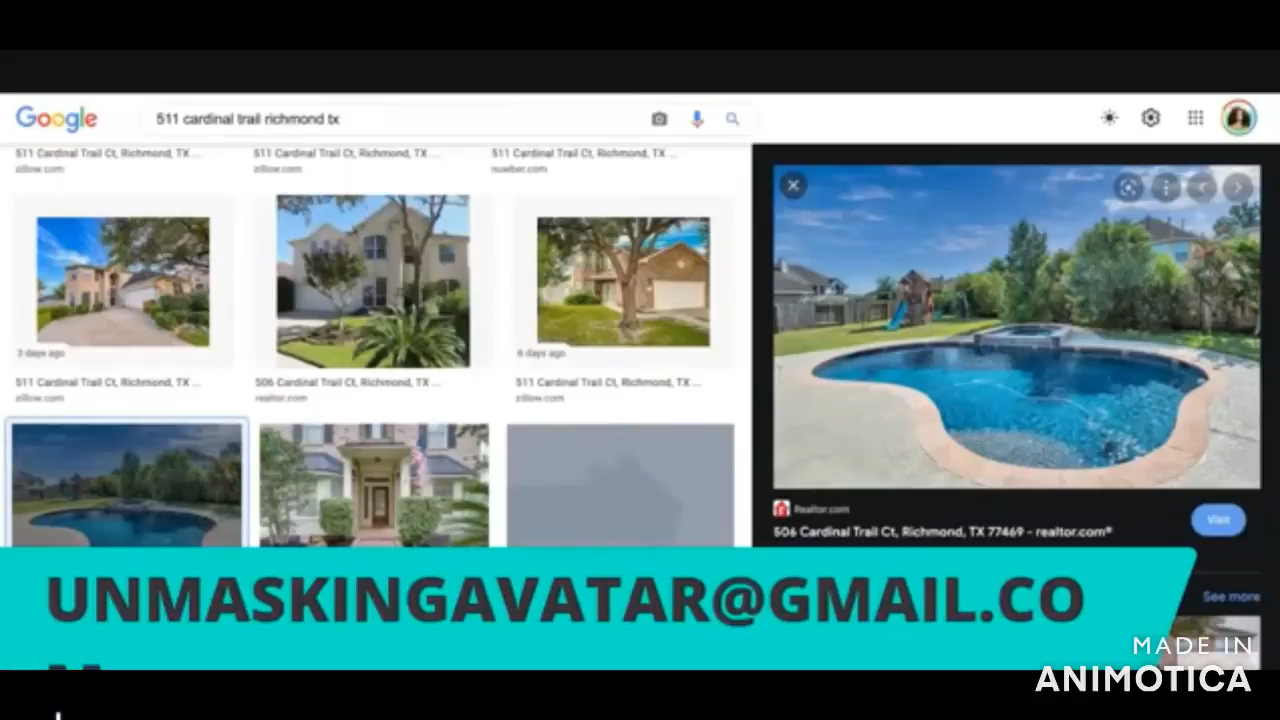 Google
511 cardinal trail richmond tx
511 Cardinal Trail Ct, Richmond, TX ...
511 Cardinal Trail Ct, Richmond, TX ...
511 Cardinal Trail Ct, Richmond, TX ...
zillow.com
zillow.com
nuwber.com
3 days ago
6 days ago
511 Cardinal Trail Ct, Richmond, TX ...
506 Cardinal Trail Ct, Richmond, TX ...
511 Cardinal Trail Ct, Richmond, TX ...
zillow.com
realtor.com
zillow.com
Realtor.com
506 Cardinal Trail Ct, Richmond, TX 77469 - realtor.com®
Visit
See more
UNMASKINGAVATAR@GMAIL.CO
MADE IN
ANIMOTICA